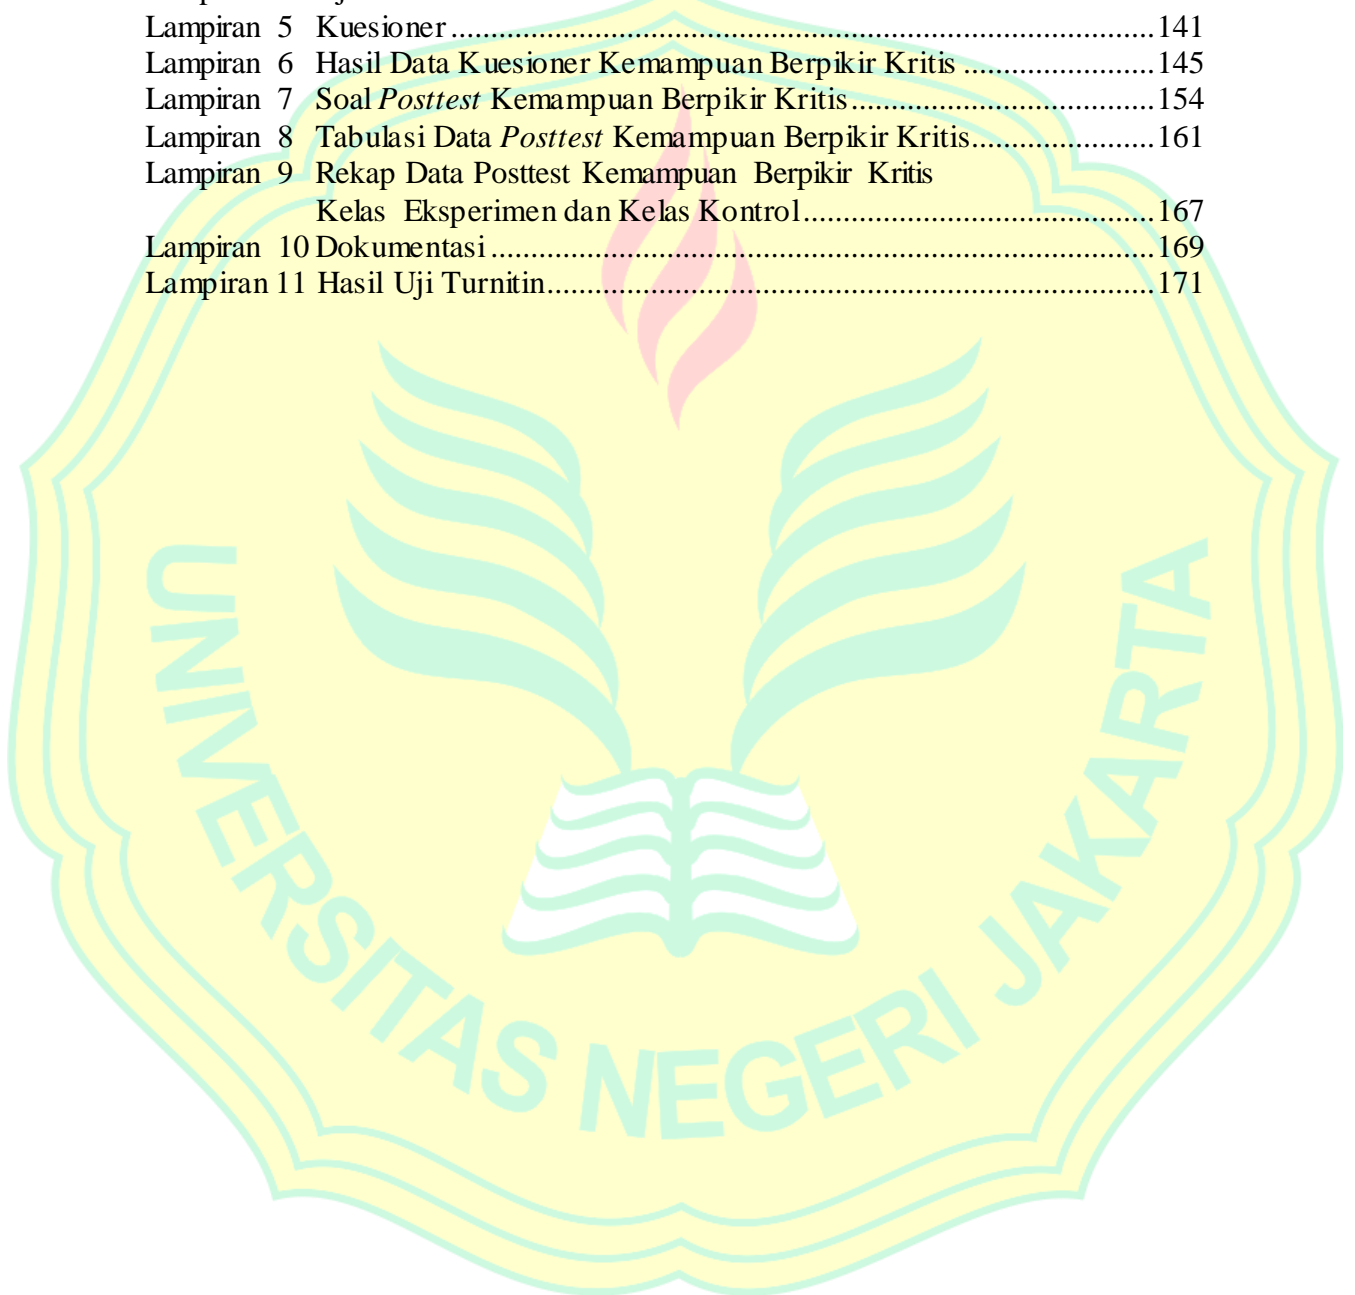 Lampiran 5 Kuesioner........................................................................................141
Lampiran 6 Hasil Data Kuesioner Kemampuan Berpikir Kritis........................145
Lampiran 7 Soal Posttest Kemampuan Berpikir Kritis......................................154
Lampiran 8 Tabulasi Data Posttest Kemampuan Berpikir Kritis.......................161
Lampiran 9 Rekap Data Posttest Kemampuan Berpikir Kritis
Kelas Eksperimen dan Kelas Kontrol............................................167
Lampiran 10 Dokumentasi...................................................................................169
Lampiran 11 Hasil Uji Turnitin............................................................................171
UNIVERSITAS NEGERI JAKARTA